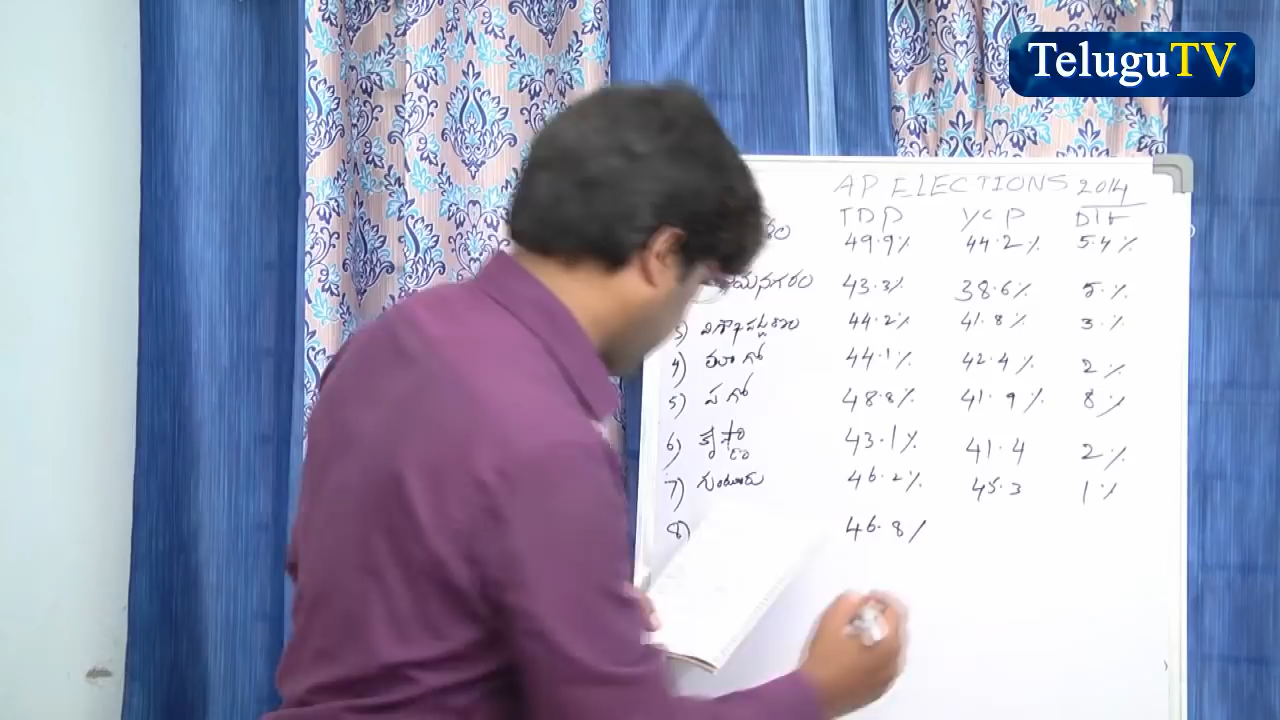 TeluguTV
AP ELECTIONS 2014
TDP YCP Dif
49.9% 44.2% 5.4%
43.3% 38.6% 5.%
3) విశాఖపట్టణం 44.2% 41.8% 3.%
4) తూ గో 44.1% 42.4% 2%
5) ప గో 48.8% 41.9% 8%
6) కృష్ణా 43.1% 41.4 2%
7) గుంటూరు 46.2% 45.3 1%
8) 46.8/